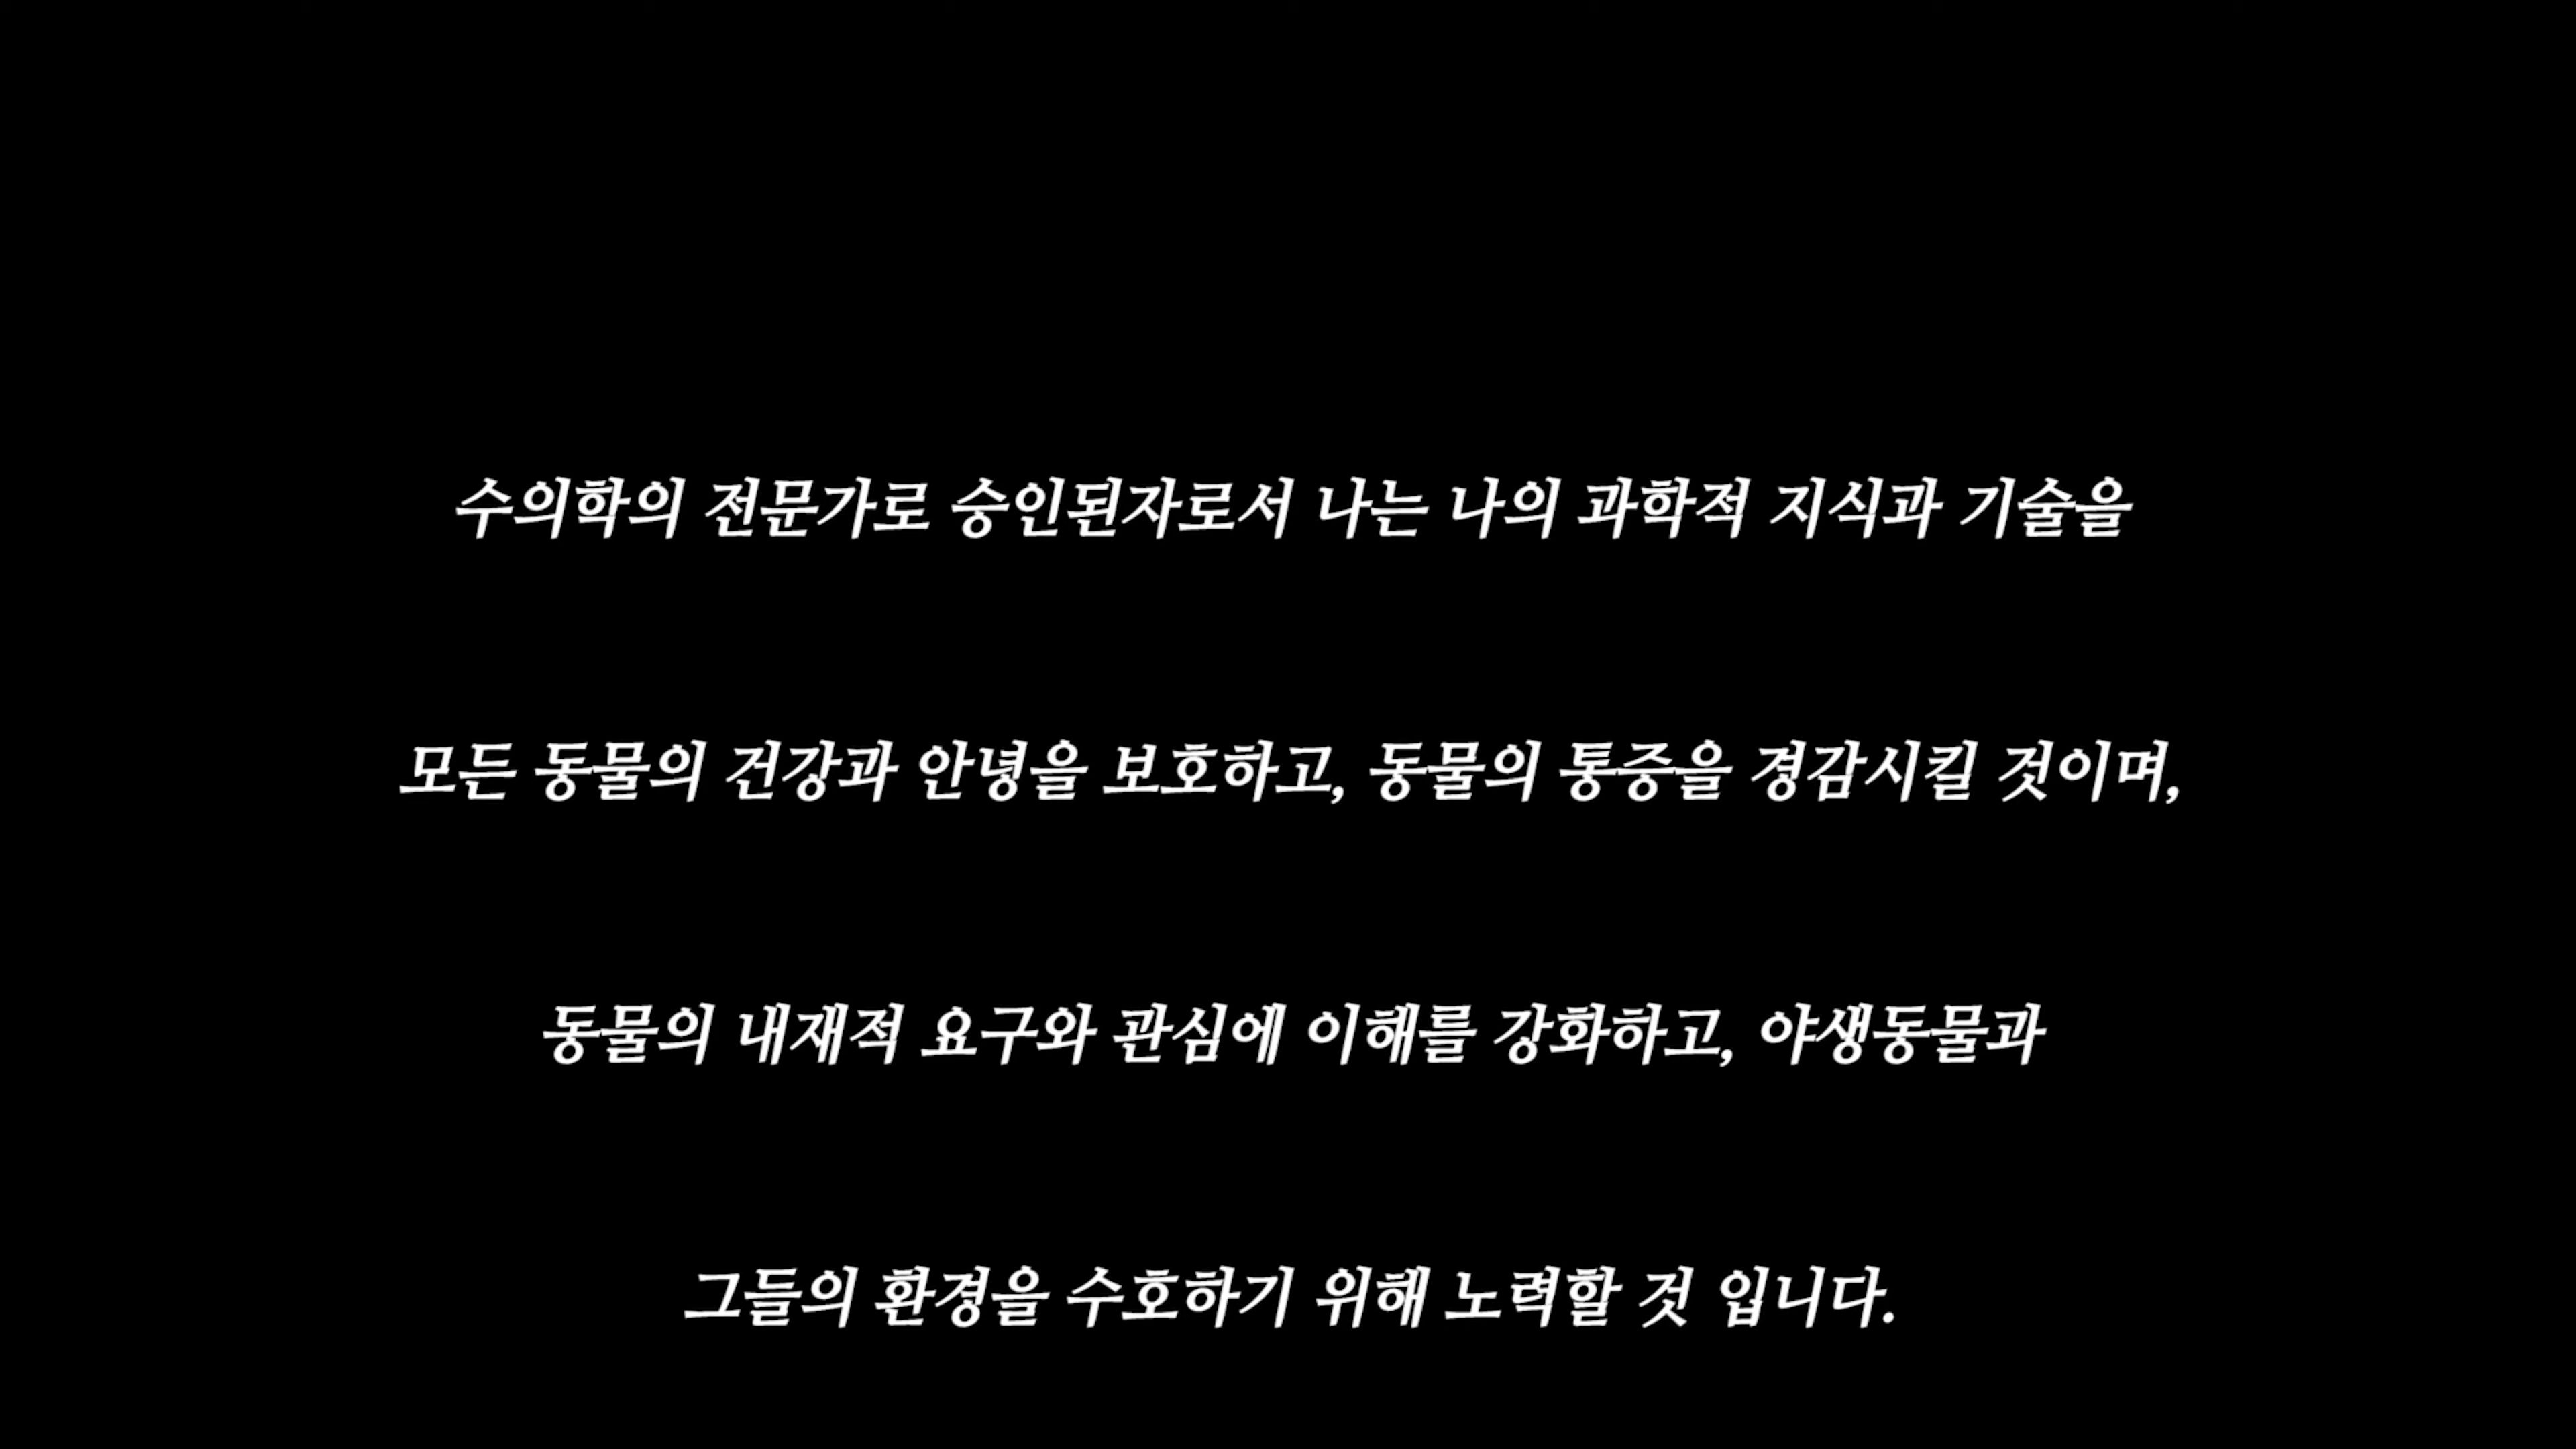 수의학의 전문가로 승인된자로서 나는 나의 과학적 지식과 기술을
모든 동물의 건강과 안녕을 보호하고, 동물의 통증을 경감시킬 것이며,
동물의 내재적 요구와 관심에 이해를 강화하고, 야생동물과
그들의 환경을 수호하기 위해 노력할 것 입니다.